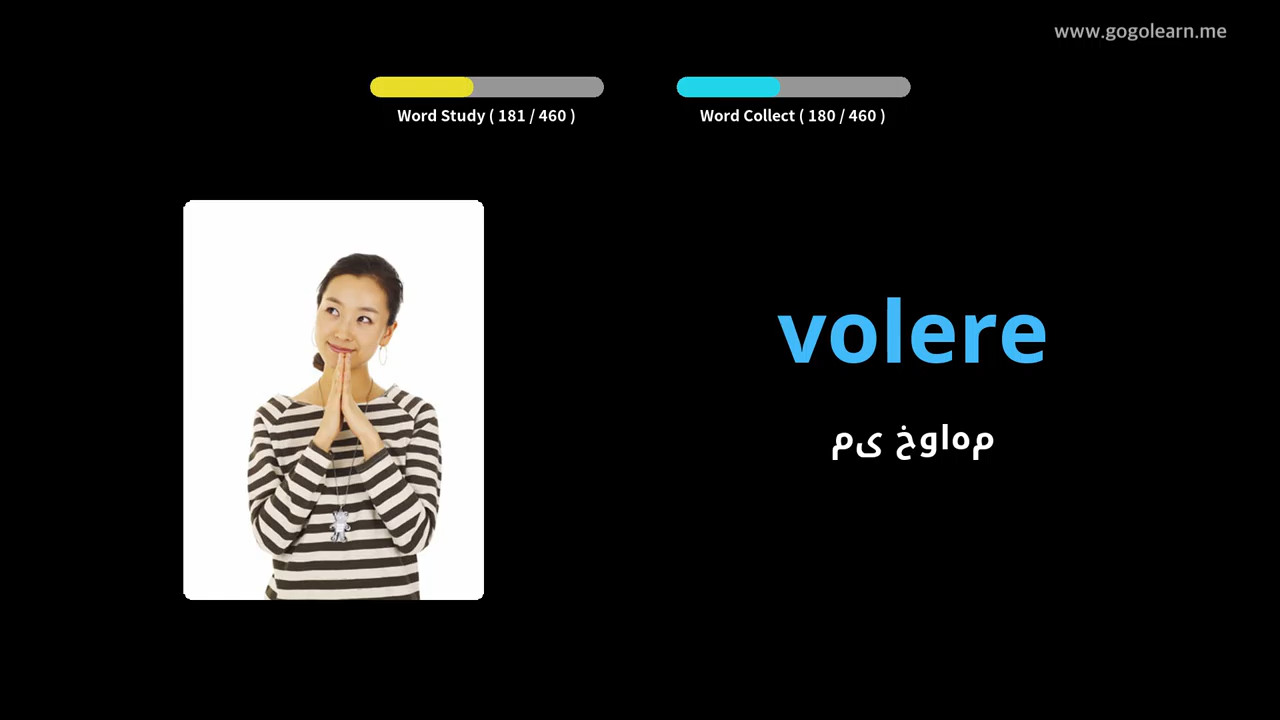 www.gogolearn.me
Word Study ( 181 / 460 )
Word Collect ( 180 / 460 )
volere
می خواهم